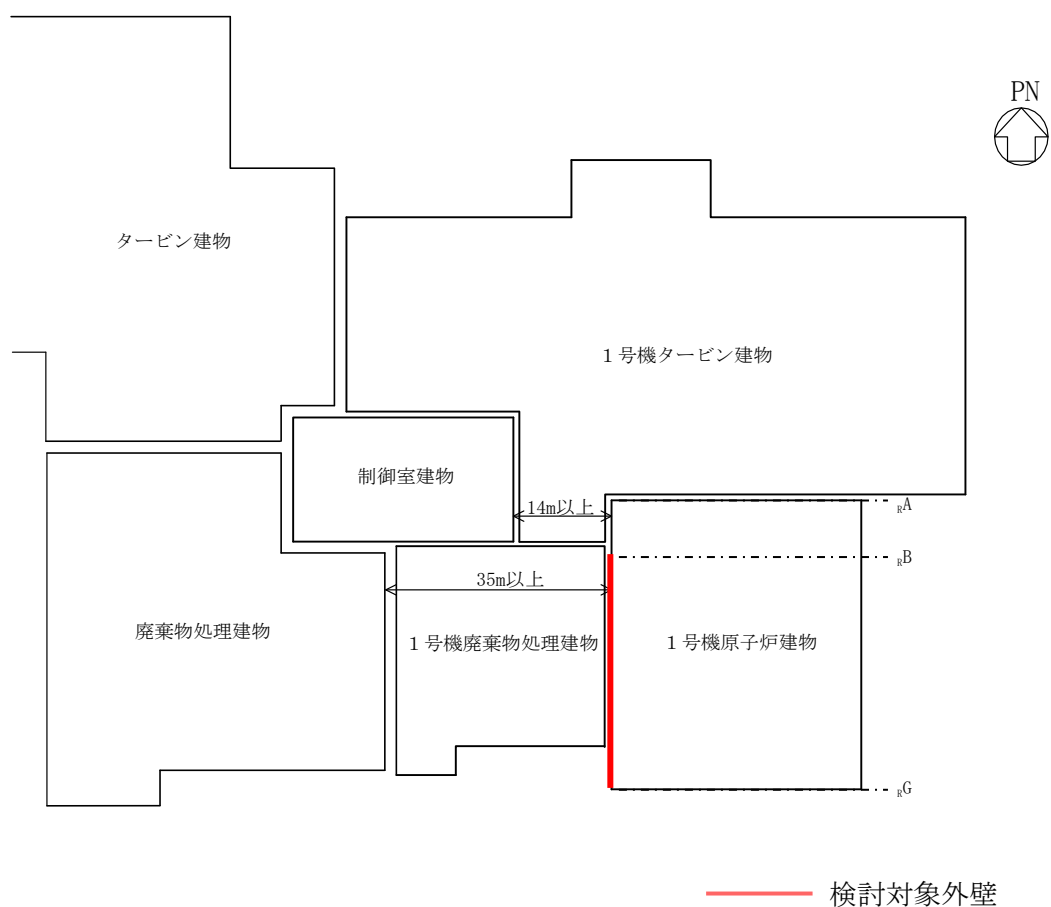 PN
タービン建物
１号機タービン建物
制御室建物
14m以上
RA
RB
35m以上
廃棄物処理建物
１号機廃棄物処理建物
１号機原子炉建物
RG
検討対象外壁